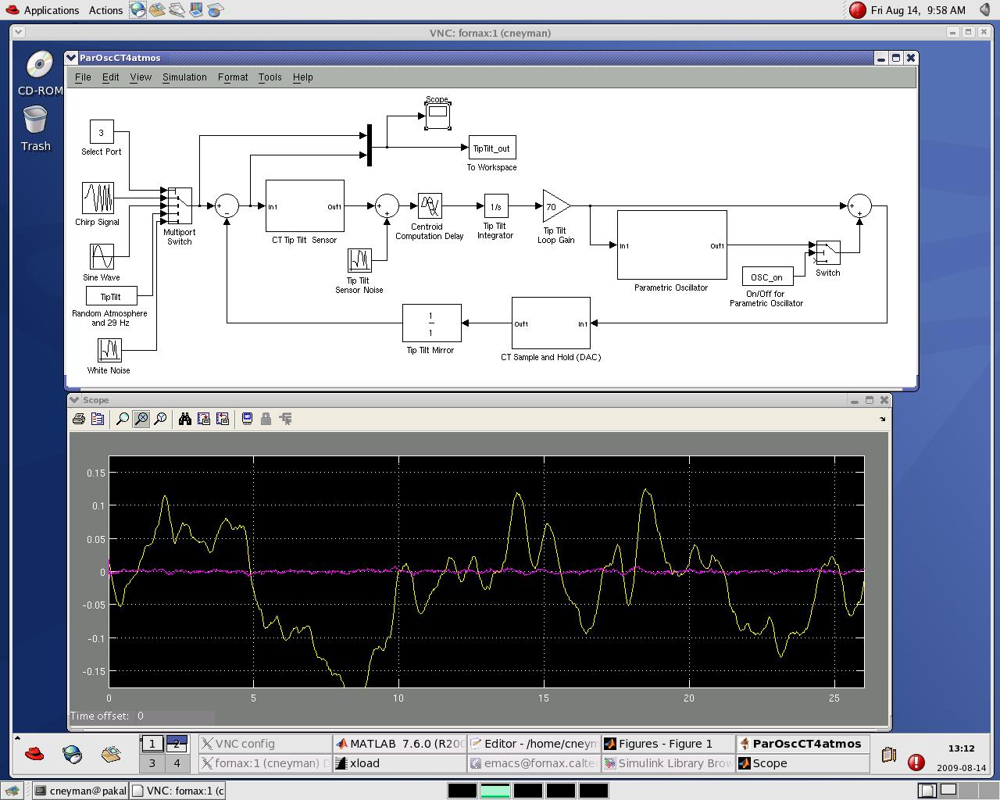 Applications Actions
Fri Aug 14, 9:58 AM
VNC: fornax:1 (cneyman)
CD-ROM
Trash
ParOscCT4atmos
File Edit View Simulation Format Tools Help
Scope
3
Select Port
TipTilt_out
To Workspace
Chirp Signal
Multiport
Switch
In1
Out1
CT Tip Tilt Sensor
Centroid
Computation Delay
1/s
Tip Tilt
Integrator
70
Tip Tilt
Loop Gain
In1
Out1
Parametric Oscillator
Switch
OSC_on
On/Off for
Parametric Oscillator
Sine Wave
Tip Tilt
Sensor Noise
TipTilt
Random Atmosphere
and 29 Hz
1
1
Tip Tilt Mirror
Out1
In1
CT Sample and Hold (DAC)
White Noise
Scope
0.15
0.1
0.05
0
-0.05
-0.1
-0.15
0 5 10 15 20 25
Time offset: 0
1 2
3 4
VNC config
MATLAB 7.6.0 (R200
Editor - /home/cneym
Figures - Figure 1
ParOscCT4atmos
fornax:1 (cneyman)
xload
emacs@fornax.calte
Simulink Library Brow
Scope
13:12
2009-08-14
cneyman@pakal
VNC: fornax:1 (c